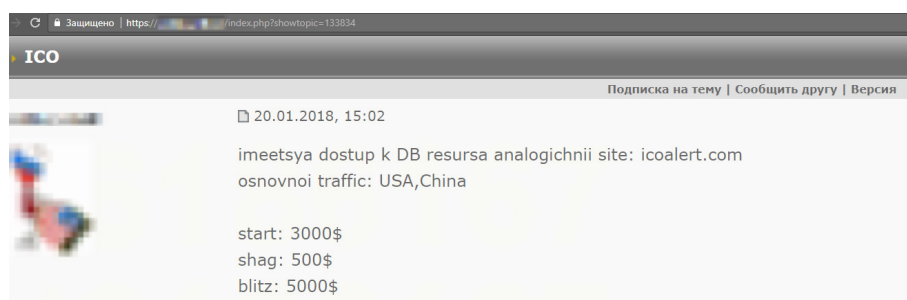 Защищено | https:// /index.php?showtopic=133834
ICO
Подписка на тему | Сообщить другу | Версия
20.01.2018, 15:02
imeetsya dostup k DB resursa analogichnii site: icoalert.com
osnovnoi traffic: USA,China
start: 3000$
shag: 500$
blitz: 5000$